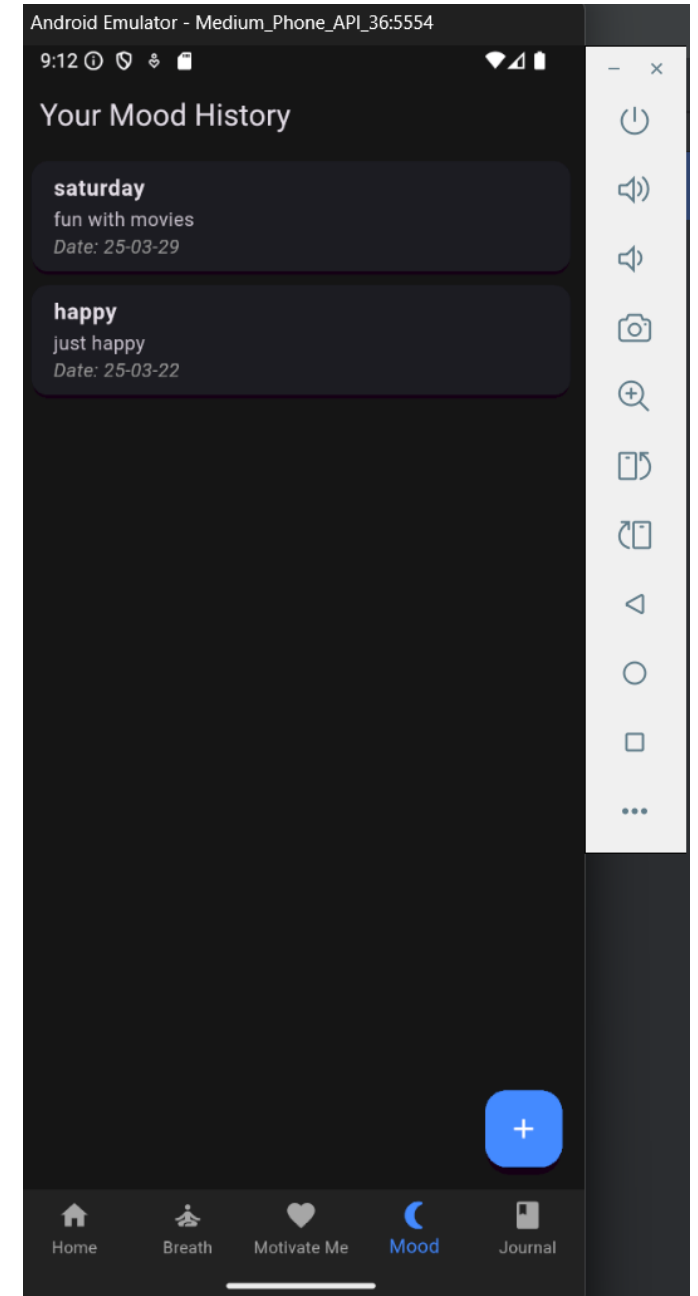 Android Emulator - Medium_Phone_API_36:5554
9:12
Your Mood History
saturday
fun with movies
Date: 25-03-29
happy
just happy
Date: 25-03-22
Home Breath Motivate Me Mood Journal